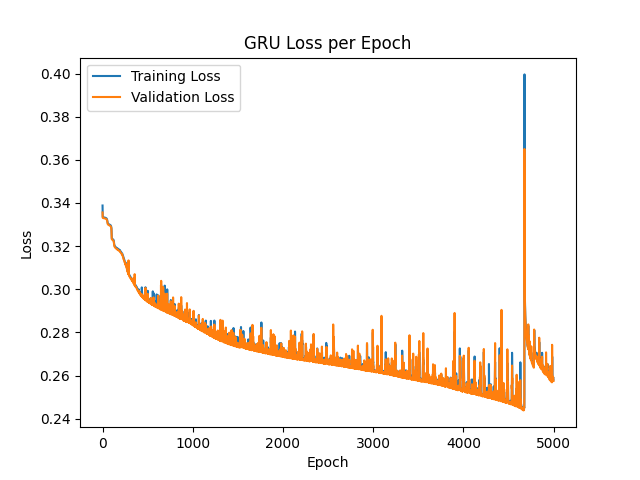 GRU Loss per Epoch
Training Loss
Validation Loss
Loss
0.40
0.38
0.36
0.34
0.32
0.30
0.28
0.26
0.24
0 1000 2000 3000 4000 5000
Epoch